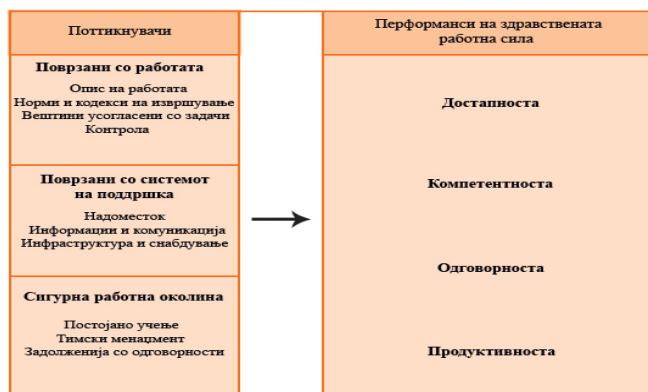 Поттикнувачи
Поврзани со работата
Опис на работата
Норми и кодекси на извршување
Вештини усогласени со задачи
Контрола
Поврзани со системот
на поддршка
Надоместок
Информации и комуникација
Инфраструктура и снабдување
Сигурна работна околина
Постојано учење
Тимски менаџмент
Задолженија со одговорности
Перформанси на здравствената
работна сила
Достапноста
Компетентноста
Одговорноста
Продуктивноста